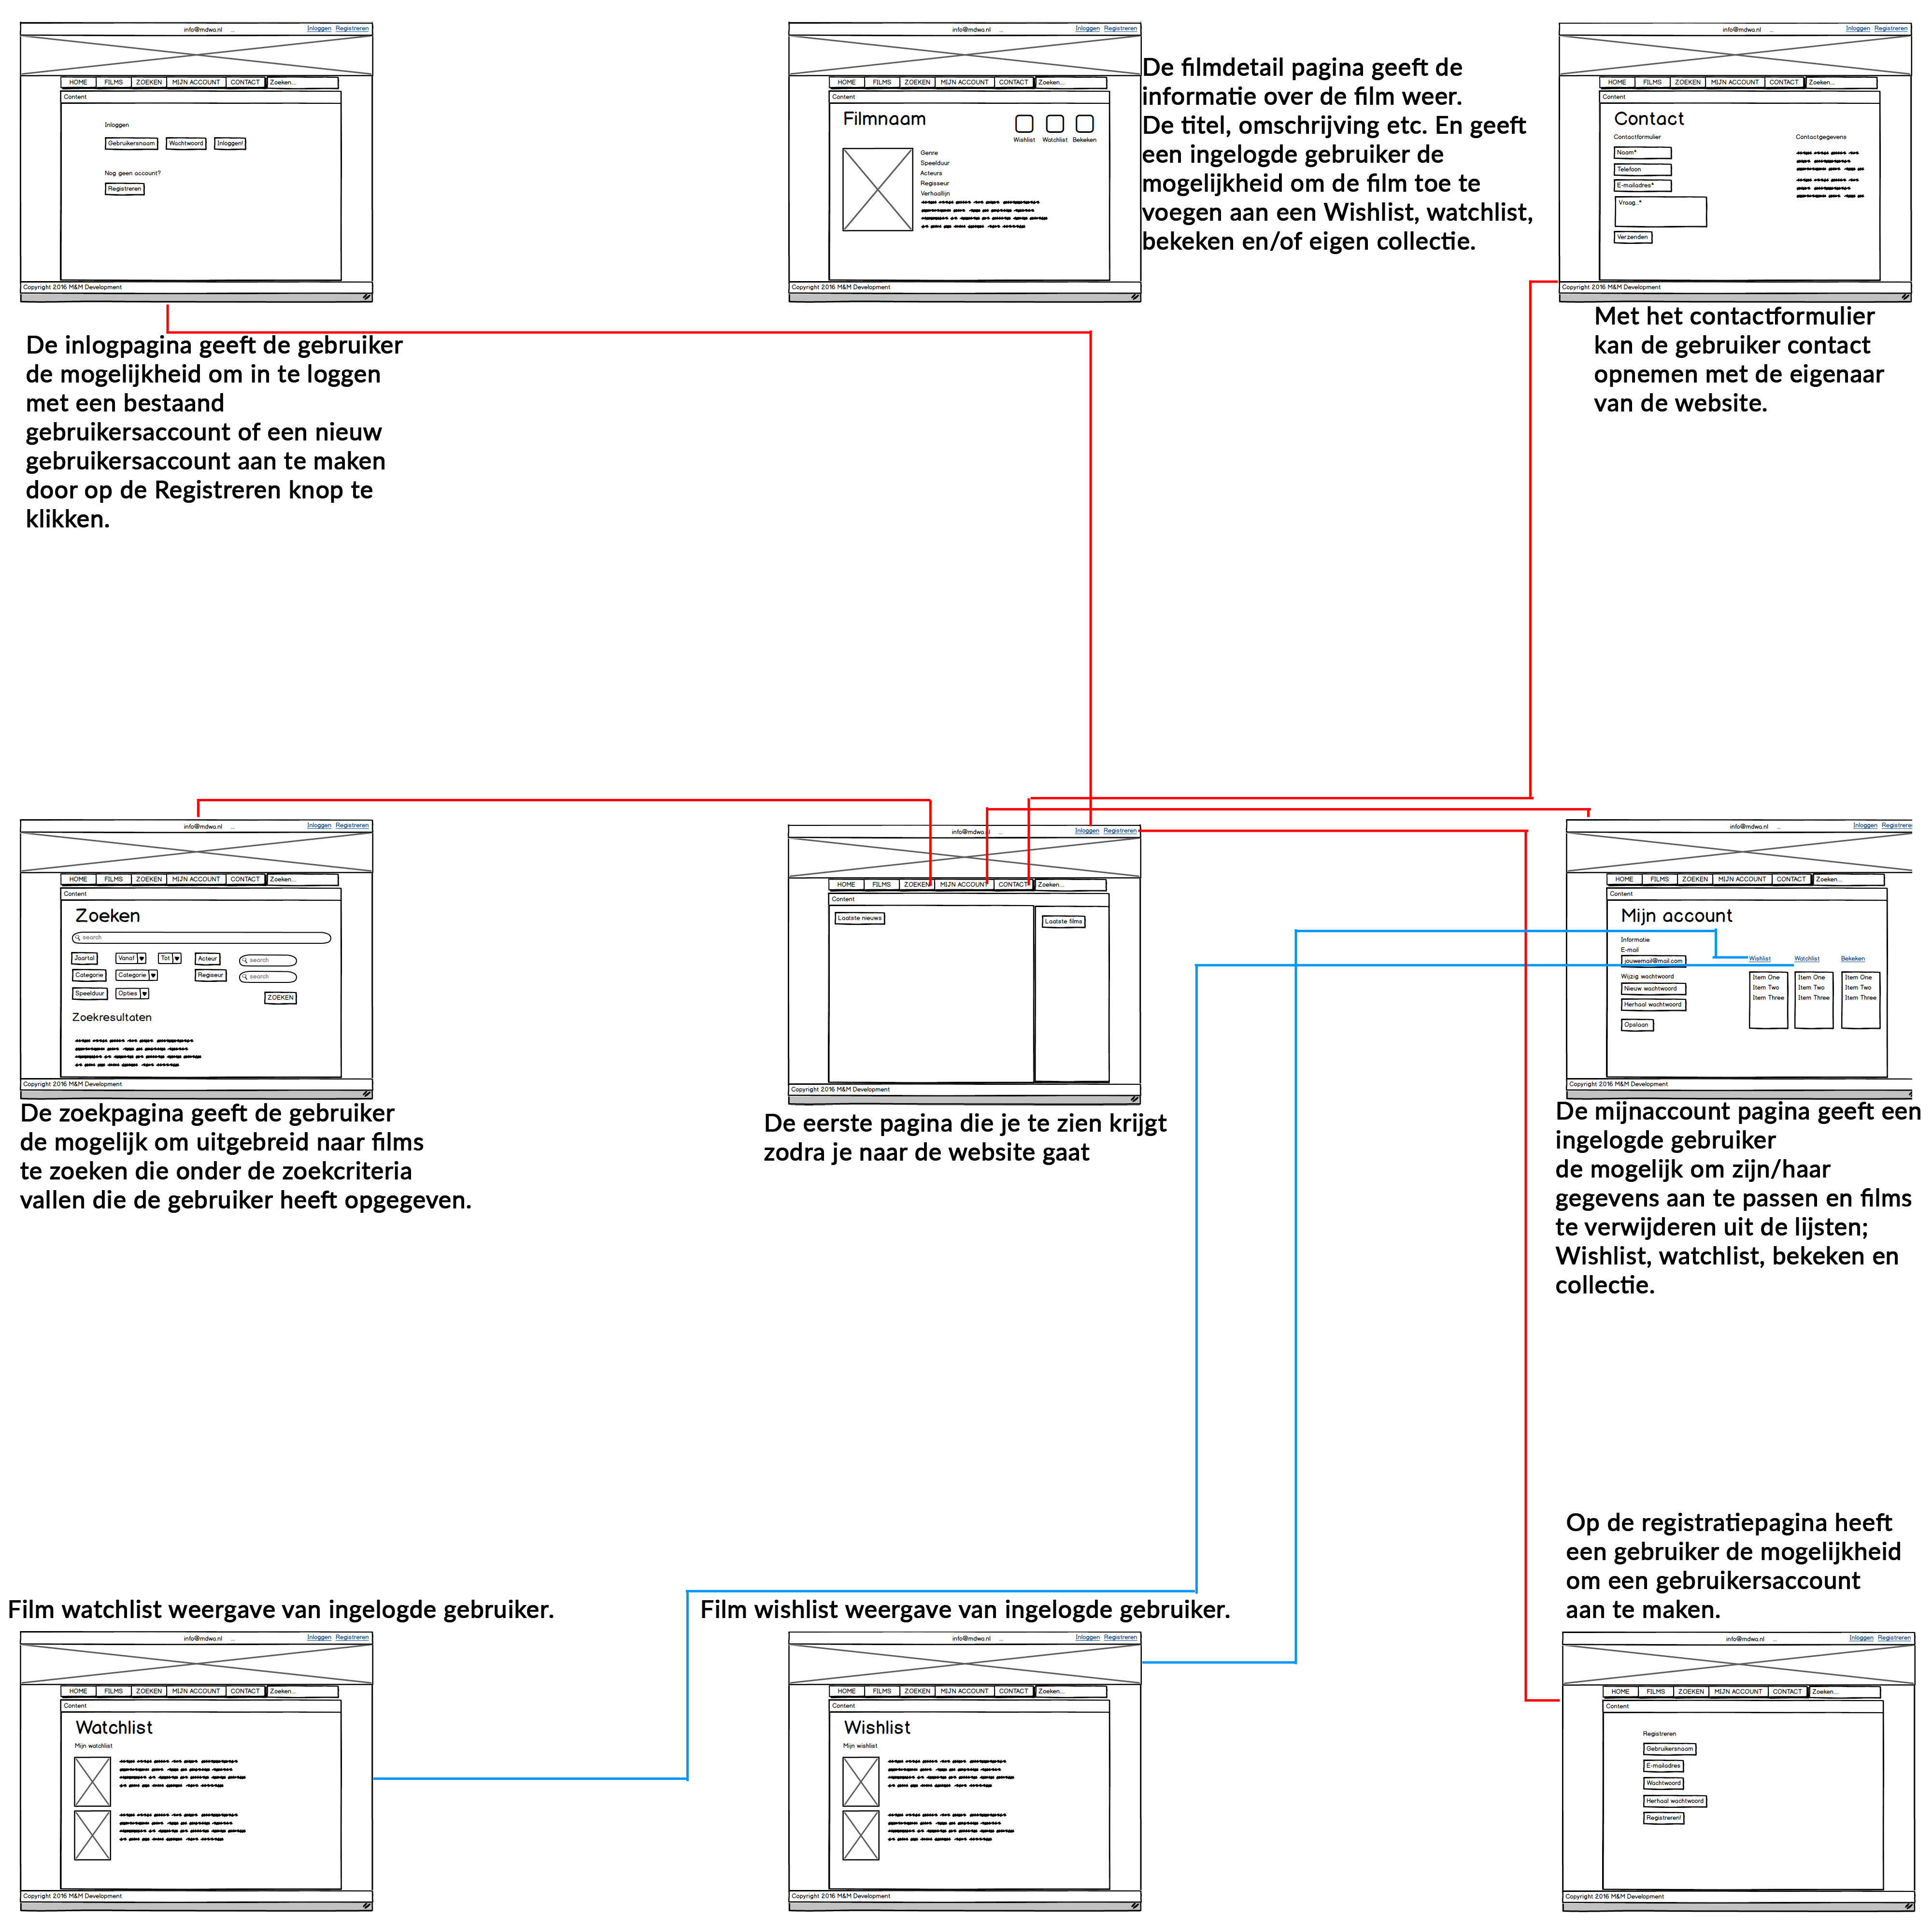 info@mdwa.nl ... Inloggen Registreren
HOME FILMS ZOEKEN MIJN ACCOUNT CONTACT Zoeken...
Content
Inloggen
Gebruikersnaam Wachtwoord Inloggen!
Nog geen account?
Registreren
Copyright 2016 M&M Development
De inlogpagina geeft de gebruiker
de mogelijkheid om in te loggen
met een bestaand
gebruikersaccount of een nieuw
gebruikersaccount aan te maken
door op de Registreren knop te
klikken.
info@mdwa.nl ... Inloggen Registreren
HOME FILMS ZOEKEN MIJN ACCOUNT CONTACT Zoeken...
Content
Filmnaam
Wishlist Watchlist Bekeken
Genre
Speelduur
Acteurs
Regisseur
Verhaallijn
Copyright 2016 M&M Development
De filmdetail pagina geeft de
informatie over de film weer.
De titel, omschrijving etc. En geeft
een ingelogde gebruiker de
mogelijkheid om de film toe te
voegen aan een Wishlist, watchlist,
bekeken en/of eigen collectie.
info@mdwa.nl ... Inloggen Registreren
HOME FILMS ZOEKEN MIJN ACCOUNT CONTACT Zoeken...
Content
Contact
Contactformulier Contactgegevens
Naam*
Telefoon
E-mailadres*
Vraag..*
Verzenden
Copyright 2016 M&M Development
Met het contactformulier
kan de gebruiker contact
opnemen met de eigenaar
van de website.
info@mdwa.nl ... Inloggen Registreren
HOME FILMS ZOEKEN MIJN ACCOUNT CONTACT Zoeken...
Content
Zoeken
search
Jaartal Vanaf Tot Acteur search
Categorie Categorie Regiseur search
Speelduur Opties ZOEKEN
Zoekresultaten
Copyright 2016 M&M Development
De zoekpagina geeft de gebruiker
de mogelijk om uitgebreid naar films
te zoeken die onder de zoekcriteria
vallen die de gebruiker heeft opgegeven.
info@mdwa.nl ... Inloggen Registreren
HOME FILMS ZOEKEN MIJN ACCOUNT CONTACT Zoeken...
Content
Laatste nieuws Laatste films
Copyright 2016 M&M Development
De eerste pagina die je te zien krijgt
zodra je naar de website gaat
info@mdwa.nl ... Inloggen Registreren
HOME FILMS ZOEKEN MIJN ACCOUNT CONTACT Zoeken...
Content
Mijn account
Informatie
E-mail
jouwemail@mail.com
Wijzig wachtwoord
Nieuw wachtwoord
Herhaal wachtwoord
Opslaan
Wishlist Watchlist Bekeken
Item One Item One Item One
Item Two Item Two Item Two
Item Three Item Three Item Three
Copyright 2016 M&M Development
De mijnaccount pagina geeft een
ingelogde gebruiker
de mogelijk om zijn/haar
gegevens aan te passen en films
te verwijderen uit de lijsten;
Wishlist, watchlist, bekeken en
collectie.
Film watchlist weergave van ingelogde gebruiker.
info@mdwa.nl ... Inloggen Registreren
HOME FILMS ZOEKEN MIJN ACCOUNT CONTACT Zoeken...
Content
Watchlist
Mijn watchlist
Copyright 2016 M&M Development
Film wishlist weergave van ingelogde gebruiker.
info@mdwa.nl ... Inloggen Registreren
HOME FILMS ZOEKEN MIJN ACCOUNT CONTACT Zoeken...
Content
Wishlist
Mijn wishlist
Copyright 2016 M&M Development
Op de registratiepagina heeft
een gebruiker de mogelijkheid
om een gebruikersaccount
aan te maken.
info@mdwa.nl ... Inloggen Registreren
HOME FILMS ZOEKEN MIJN ACCOUNT CONTACT Zoeken...
Content
Registreren
Gebruikersnaam
E-mailadres
Wachtwoord
Herhaal wachtwoord
Registreren!
Copyright 2016 M&M Development